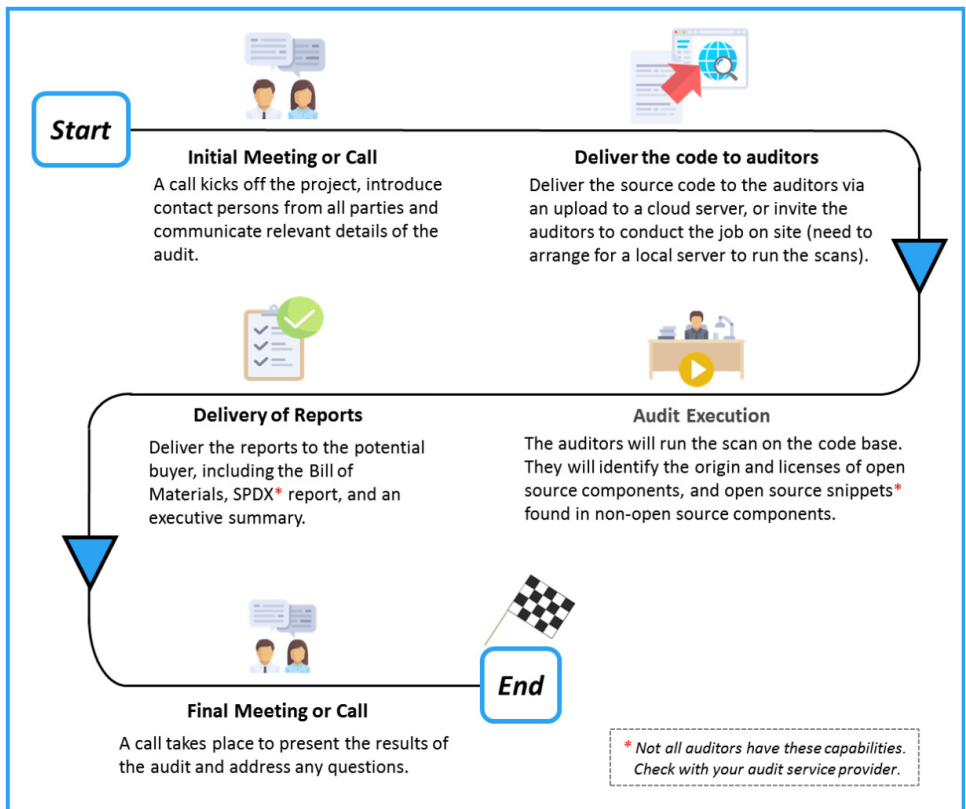 Start
Initial Meeting or Call
A call kicks off the project, introduce
contact persons from all parties and
communicate relevant details of the
audit.
Deliver the code to auditors
Deliver the source code to the auditors via
an upload to a cloud server, or invite the
auditors to conduct the job on site (need to
arrange for a local server to run the scans).
Audit Execution
The auditors will run the scan on the code base.
They will identify the origin and licenses of open
source components, and open source snippets*
found in non-open source components.
Delivery of Reports
Deliver the reports to the potential
buyer, including the Bill of
Materials, SPDX* report, and an
executive summary.
Final Meeting or Call
A call takes place to present the results of
the audit and address any questions.
End
* Not all auditors have these capabilities.
Check with your audit service provider.